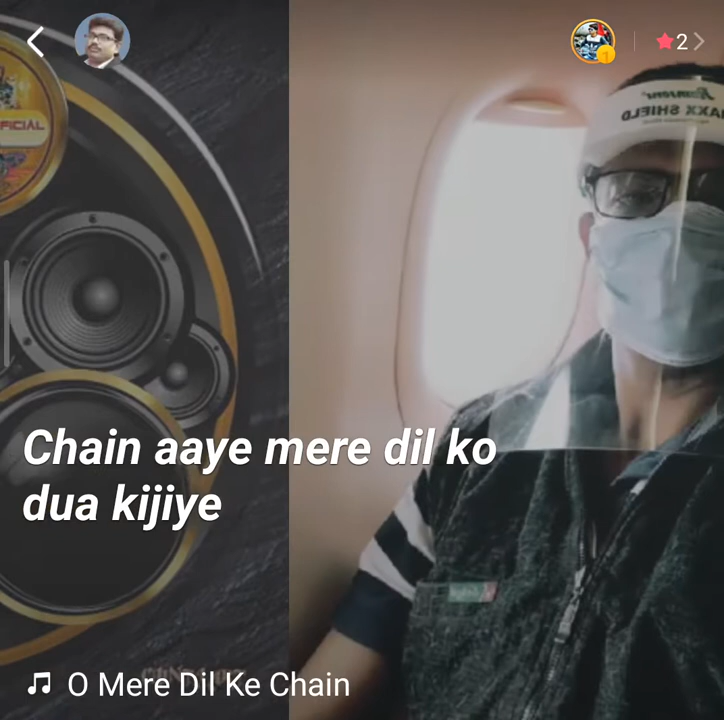 2
FICIAL
MAXX SHIELD
Chain aaye mere dil ko
dua kijiye
O Mere Dil Ke Chain